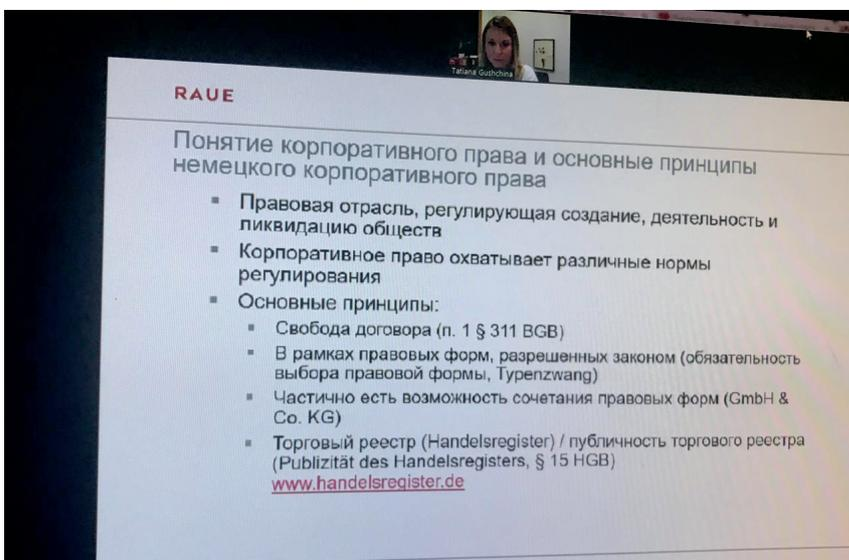 Tatiana Gushchina
RAUE
Понятие корпоративного права и основные принципы
немецкого корпоративного права
Правовая отрасль, регулирующая создание, деятельность и
ликвидацию обществ
Корпоративное право охватывает различные нормы
регулирования
Основные принципы:
Свобода договора (п. 1 § 311 BGB)
В рамках правовых форм, разрешенных законом (обязательность
выбора правовой формы, Typenzwang)
Частично есть возможность сочетания правовых форм (GmbH &
Co. KG)
Торговый реестр (Handelsregister) / публичность торгового реестра
(Publizität des Handelsregisters, § 15 HGB)
www.handelsregister.de